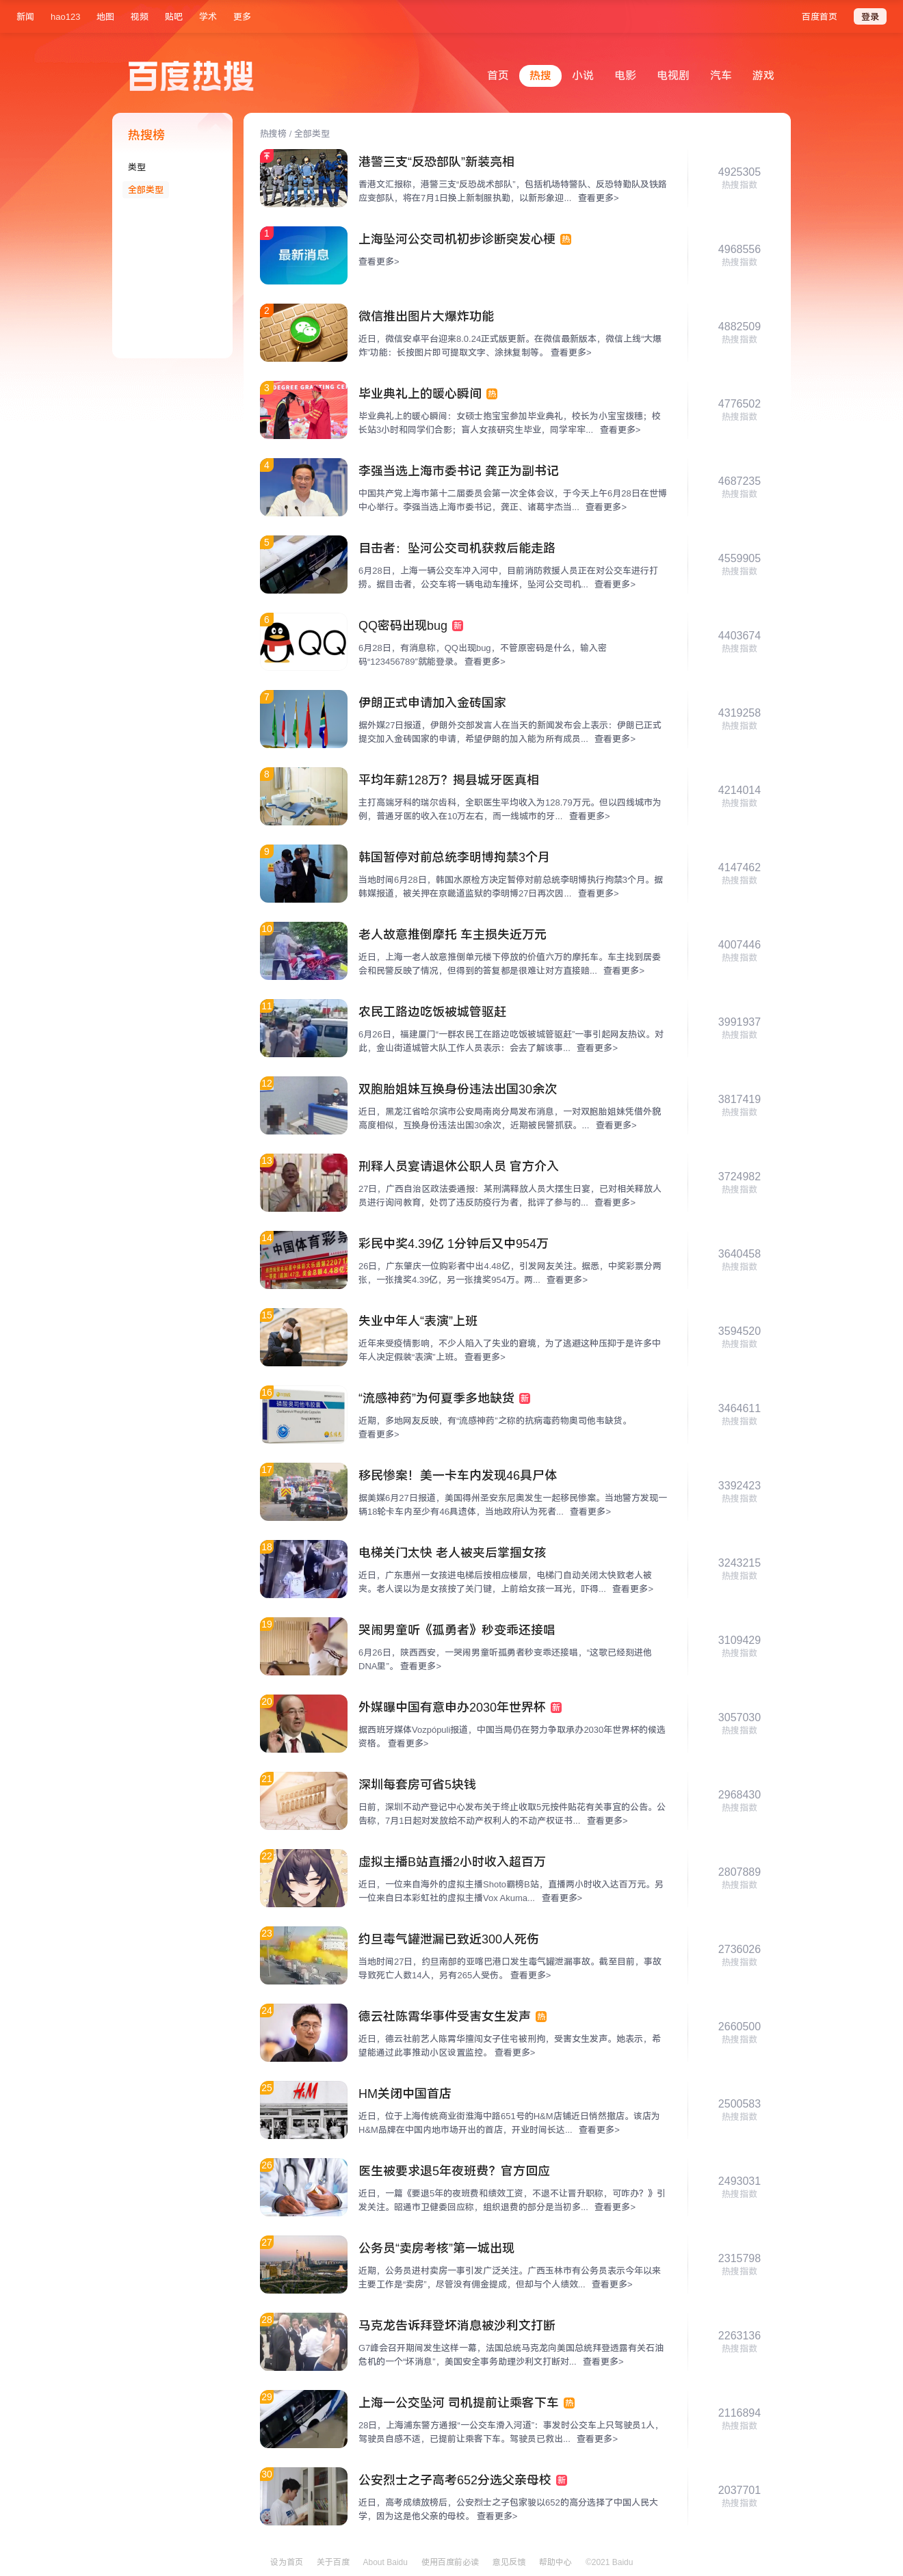 新闻 hao123 地图 视频 贴吧 学术 更多 百度首页 登录
百度热搜
首页 热搜 小说 电影 电视剧 汽车 游戏
热搜榜
类型
全部类型
热搜榜 / 全部类型
港警三支“反恐部队”新装亮相
香港文汇报称，港警三支“反恐战术部队”，包括机场特警队、反恐特勤队及铁路
应变部队，将在7月1日换上新制服执勤，以新形象迎... 查看更多>
4925305
热搜指数
1
最新消息
上海坠河公交司机初步诊断突发心梗 热
查看更多>
4968556
热搜指数
2
微信推出图片大爆炸功能
近日，微信安卓平台迎来8.0.24正式版更新。在微信最新版本，微信上线“大爆
炸”功能：长按图片即可提取文字、涂抹复制等。 查看更多>
4882509
热搜指数
3
DEGREE GRANTING CE
毕业典礼上的暖心瞬间 热
毕业典礼上的暖心瞬间：女硕士抱宝宝参加毕业典礼，校长为小宝宝拨穗；校
长站3小时和同学们合影；盲人女孩研究生毕业，同学牢牢... 查看更多>
4776502
热搜指数
4
李强当选上海市委书记 龚正为副书记
中国共产党上海市第十二届委员会第一次全体会议，于今天上午6月28日在世博
中心举行。李强当选上海市委书记，龚正、诸葛宇杰当... 查看更多>
4687235
热搜指数
5
目击者：坠河公交司机获救后能走路
6月28日，上海一辆公交车冲入河中，目前消防救援人员正在对公交车进行打
捞。据目击者，公交车将一辆电动车撞坏，坠河公交司机... 查看更多>
4559905
热搜指数
6
QQ
QQ密码出现bug 新
6月28日，有消息称，QQ出现bug，不管原密码是什么，输入密
码“123456789”就能登录。 查看更多>
4403674
热搜指数
7
伊朗正式申请加入金砖国家
据外媒27日报道，伊朗外交部发言人在当天的新闻发布会上表示：伊朗已正式
提交加入金砖国家的申请，希望伊朗的加入能为所有成员... 查看更多>
4319258
热搜指数
8
平均年薪128万？揭县城牙医真相
主打高端牙科的瑞尔齿科，全职医生平均收入为128.79万元。但以四线城市为
例，普通牙医的收入在10万左右，而一线城市的牙... 查看更多>
4214014
热搜指数
9
韩国暂停对前总统李明博拘禁3个月
当地时间6月28日，韩国水原检方决定暂停对前总统李明博执行拘禁3个月。据
韩媒报道，被关押在京畿道监狱的李明博27日再次因... 查看更多>
4147462
热搜指数
10
老人故意推倒摩托 车主损失近万元
近日，上海一老人故意推倒单元楼下停放的价值六万的摩托车。车主找到居委
会和民警反映了情况，但得到的答复都是很难让对方直接赔... 查看更多>
4007446
热搜指数
11
农民工路边吃饭被城管驱赶
6月26日，福建厦门“一群农民工在路边吃饭被城管驱赶”一事引起网友热议。对
此，金山街道城管大队工作人员表示：会去了解该事... 查看更多>
3991937
热搜指数
12
双胞胎姐妹互换身份违法出国30余次
近日，黑龙江省哈尔滨市公安局南岗分局发布消息，一对双胞胎姐妹凭借外貌
高度相似，互换身份违法出国30余次，近期被民警抓获。... 查看更多>
3817419
热搜指数
13
刑释人员宴请退休公职人员 官方介入
27日，广西自治区政法委通报：某刑满释放人员大摆生日宴，已对相关释放人
员进行询问教育，处罚了违反防疫行为者，批评了参与的... 查看更多>
3724982
热搜指数
14
中国体育彩票
彩民中奖4.39亿 1分钟后又中954万
26日，广东肇庆一位购彩者中出4.48亿，引发网友关注。据悉，中奖彩票分两
张，一张擒奖4.39亿，另一张擒奖954万。两... 查看更多>
3640458
热搜指数
15
失业中年人“表演”上班
近年来受疫情影响，不少人陷入了失业的窘境，为了逃避这种压抑于是许多中
年人决定假装“表演”上班。 查看更多>
3594520
热搜指数
16
磷酸奥司他韦胶囊
“流感神药”为何夏季多地缺货 新
近期，多地网友反映，有“流感神药”之称的抗病毒药物奥司他韦缺货。
查看更多>
3464611
热搜指数
17
移民惨案！美一卡车内发现46具尸体
据美媒6月27日报道，美国得州圣安东尼奥发生一起移民惨案。当地警方发现一
辆18轮卡车内至少有46具遗体，当地政府认为死者... 查看更多>
3392423
热搜指数
18
电梯关门太快 老人被夹后掌掴女孩
近日，广东惠州一女孩进电梯后按相应楼层，电梯门自动关闭太快致老人被
夹。老人误以为是女孩按了关门键，上前给女孩一耳光，吓得... 查看更多>
3243215
热搜指数
19
哭闹男童听《孤勇者》秒变乖还接唱
6月26日，陕西西安，一哭闹男童听孤勇者秒变乖还接唱，“这歌已经刻进他
DNA里”。 查看更多>
3109429
热搜指数
20
外媒曝中国有意申办2030年世界杯 新
据西班牙媒体Vozpópuli报道，中国当局仍在努力争取承办2030年世界杯的候选
资格。 查看更多>
3057030
热搜指数
21
深圳每套房可省5块钱
日前，深圳不动产登记中心发布关于终止收取5元按件贴花有关事宜的公告。公
告称，7月1日起对发放给不动产权利人的不动产权证书... 查看更多>
2968430
热搜指数
22
虚拟主播B站直播2小时收入超百万
近日，一位来自海外的虚拟主播Shoto霸榜B站，直播两小时收入达百万元。另
一位来自日本彩虹社的虚拟主播Vox Akuma... 查看更多>
2807889
热搜指数
23
约旦毒气罐泄漏已致近300人死伤
当地时间27日，约旦南部的亚喀巴港口发生毒气罐泄漏事故。截至目前，事故
导致死亡人数14人，另有265人受伤。 查看更多>
2736026
热搜指数
24
德云社陈霄华事件受害女生发声 热
近日，德云社前艺人陈霄华擅闯女子住宅被刑拘，受害女生发声。她表示，希
望能通过此事推动小区设置监控。 查看更多>
2660500
热搜指数
25
H&M
HM关闭中国首店
近日，位于上海传统商业街淮海中路651号的H&M店铺近日悄然撤店。该店为
H&M品牌在中国内地市场开出的首店，开业时间长达... 查看更多>
2500583
热搜指数
26
医生被要求退5年夜班费？官方回应
近日，一篇《要退5年的夜班费和绩效工资，不退不让晋升职称，可咋办？》引
发关注。昭通市卫健委回应称，组织退费的部分是当初多... 查看更多>
2493031
热搜指数
27
公务员“卖房考核”第一城出现
近期，公务员进村卖房一事引发广泛关注。广西玉林市有公务员表示今年以来
主要工作是“卖房”，尽管没有佣金提成，但却与个人绩效... 查看更多>
2315798
热搜指数
28
马克龙告诉拜登坏消息被沙利文打断
G7峰会召开期间发生这样一幕，法国总统马克龙向美国总统拜登透露有关石油
危机的一个“坏消息”，美国安全事务助理沙利文打断对... 查看更多>
2263136
热搜指数
29
上海一公交坠河 司机提前让乘客下车 热
28日，上海浦东警方通报“一公交车滑入河道”：事发时公交车上只驾驶员1人，
驾驶员自感不适，已提前让乘客下车。驾驶员已救出... 查看更多>
2116894
热搜指数
30
公安烈士之子高考652分选父亲母校 新
近日，高考成绩放榜后，公安烈士之子包家骏以652的高分选择了中国人民大
学，因为这是他父亲的母校。 查看更多>
2037701
热搜指数
设为首页 关于百度 About Baidu 使用百度前必读 意见反馈 帮助中心 ©2021 Baidu